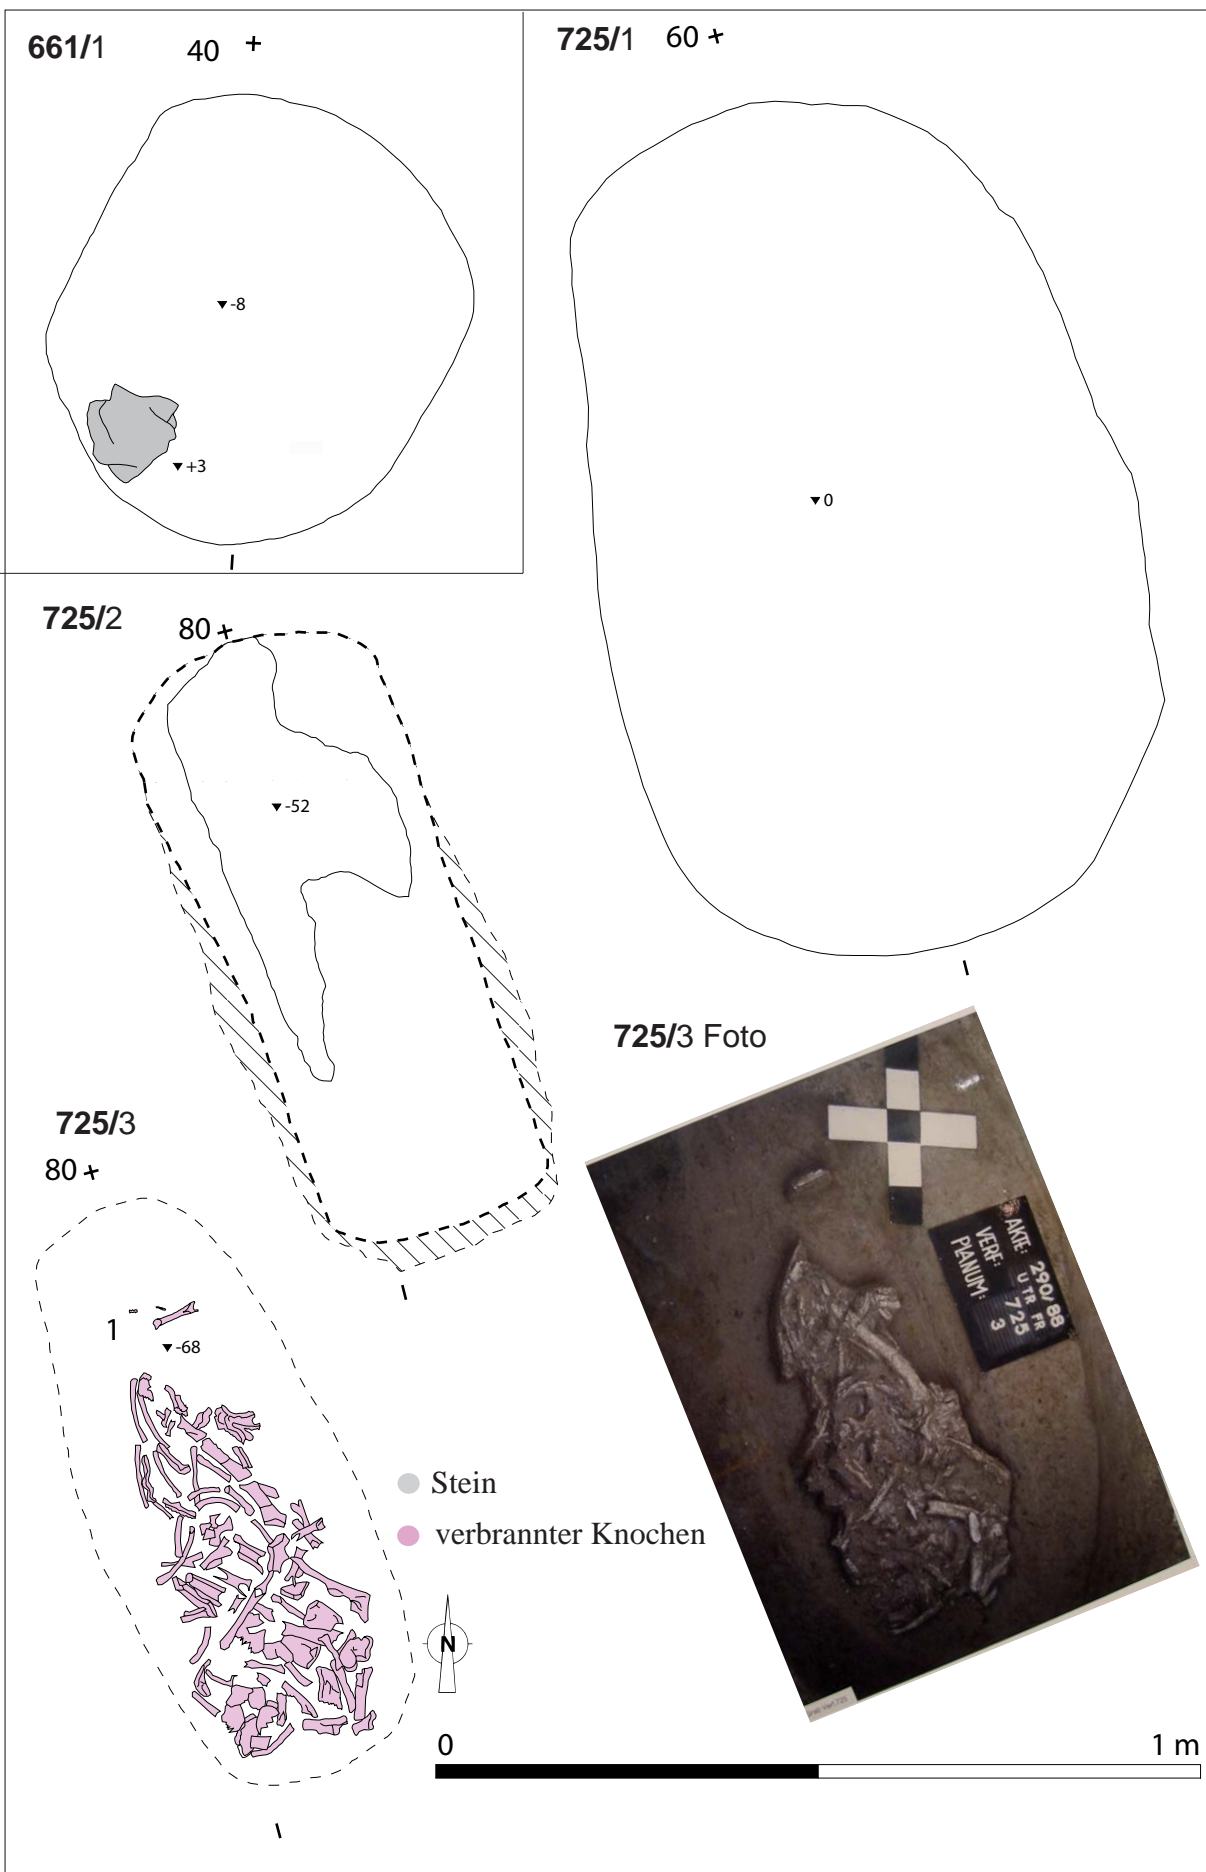 661/1
40
-8
+3
725/1
60
0
725/2
80
-52
725/3
80
1
-68
Stein
verbrannter Knochen
N
725/3 Foto
AKTE: 290/88
U TR FR
VERF: 725
PLANUM: 3
0
1 m